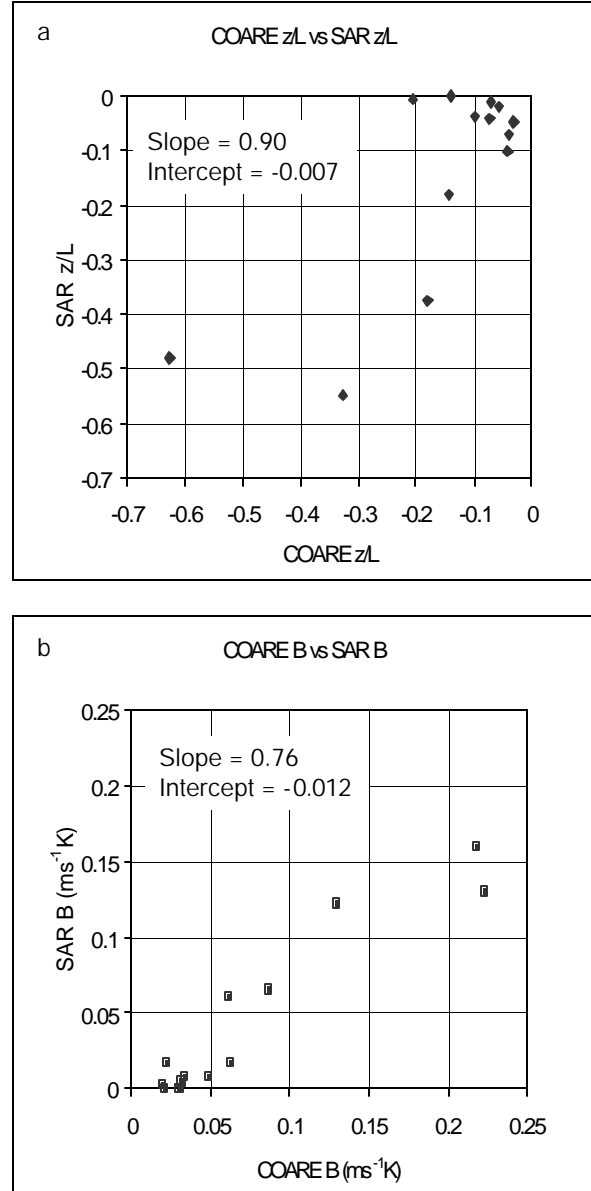 a
COARE z/L vs SAR z/L
0
-0.1
-0.2
-0.3
-0.4
-0.5
-0.6
-0.7
SAR z/L
Slope = 0.90
Intercept = -0.007
-0.7 -0.6 -0.5 -0.4 -0.3 -0.2 -0.1 0
COARE z/L
b
COARE B vs SAR B
0.25
0.2
0.15
0.1
0.05
0
SAR B (ms⁻¹K)
Slope = 0.76
Intercept = -0.012
0 0.05 0.1 0.15 0.2 0.25
COARE B (ms⁻¹K)